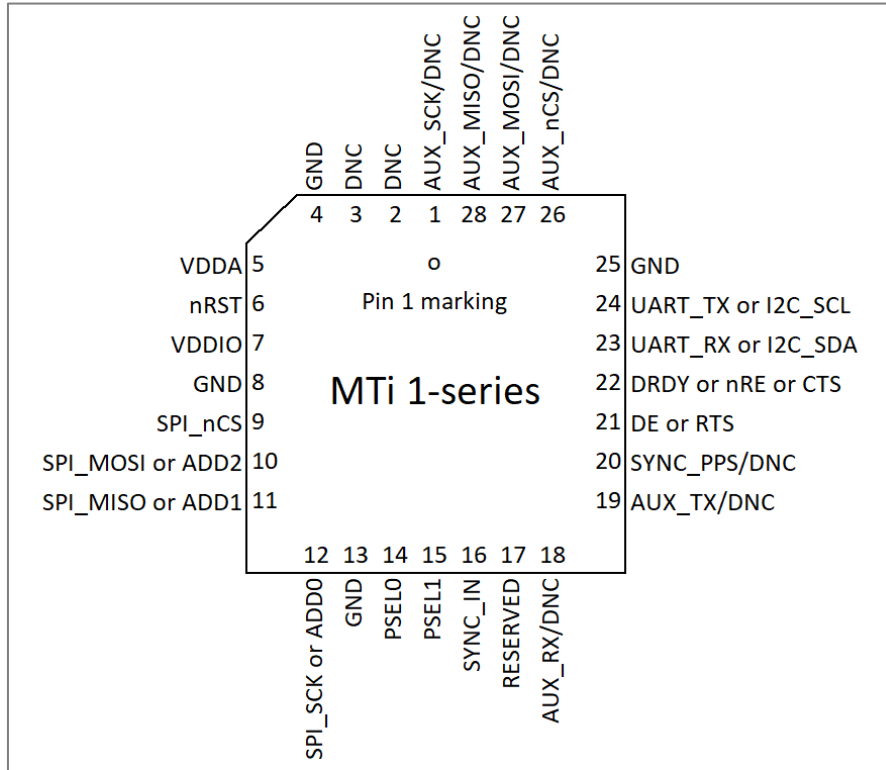 GND
DNC
DNC
AUX_SCK/DNC
AUX_MISO/DNC
AUX_MOSI/DNC
AUX_nCS/DNC
4 3 2 1 28 27 26
VDDA 5 o 25 GND
nRST 6 Pin 1 marking 24 UART_TX or I2C_SCL
VDDIO 7 23 UART_RX or I2C_SDA
GND 8 MTi 1-series 22 DRDY or nRE or CTS
SPI_nCS 9 21 DE or RTS
SPI_MOSI or ADD2 10 20 SYNC_PPS/DNC
SPI_MISO or ADD1 11 19 AUX_TX/DNC
12 13 14 15 16 17 18
SPI_SCK or ADD0
GND
PSEL0
PSEL1
SYNC_IN
RESERVED
AUX_RX/DNC